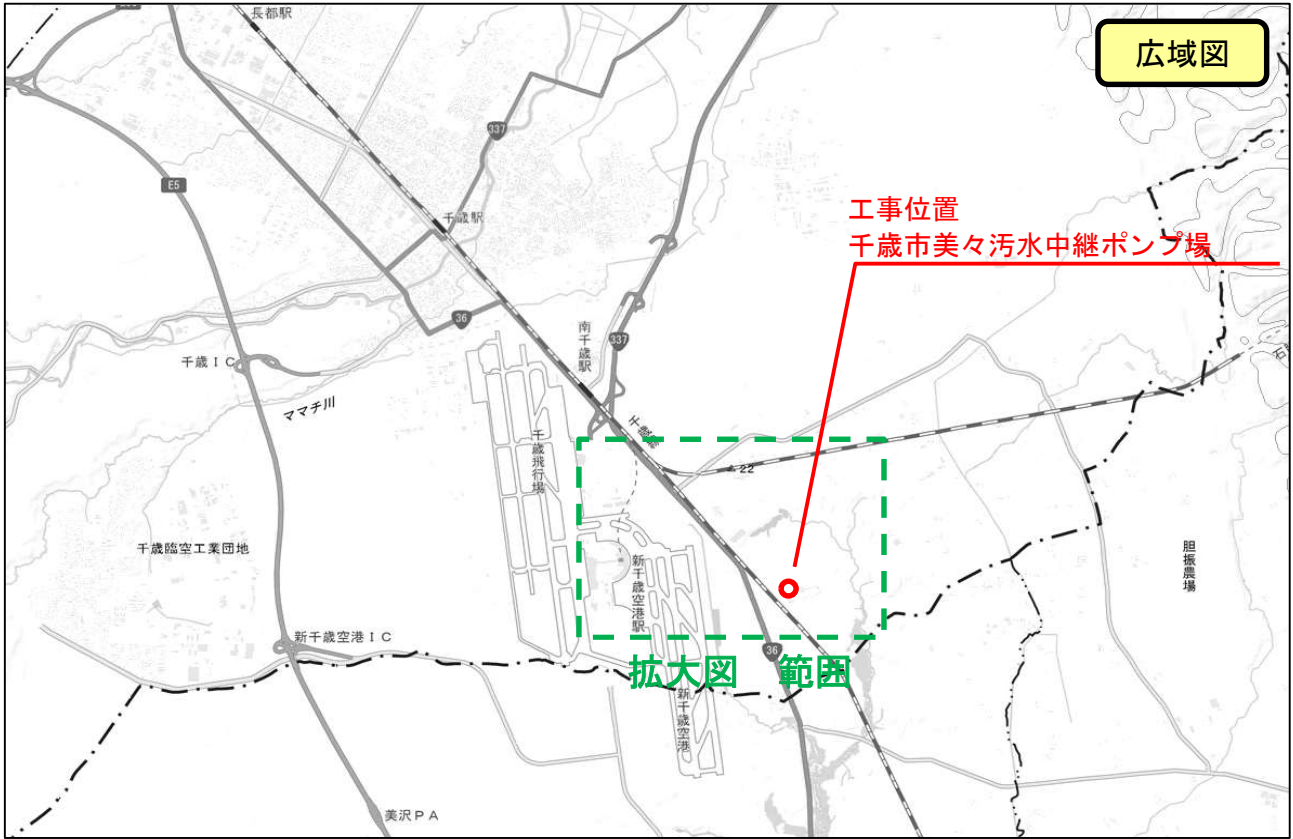 長都駅
広域図
337
E5
工事位置
千歳市美々汚水中継ポンプ場
千歳駅
36
南千歳駅
337
千歳IC
ママチ川
千歳飛行場
22
千歳臨空工業団地
新千歳空港駅
胆振農場
新千歳空港IC
36
拡大図 範囲
新千歳空港
美沢PA